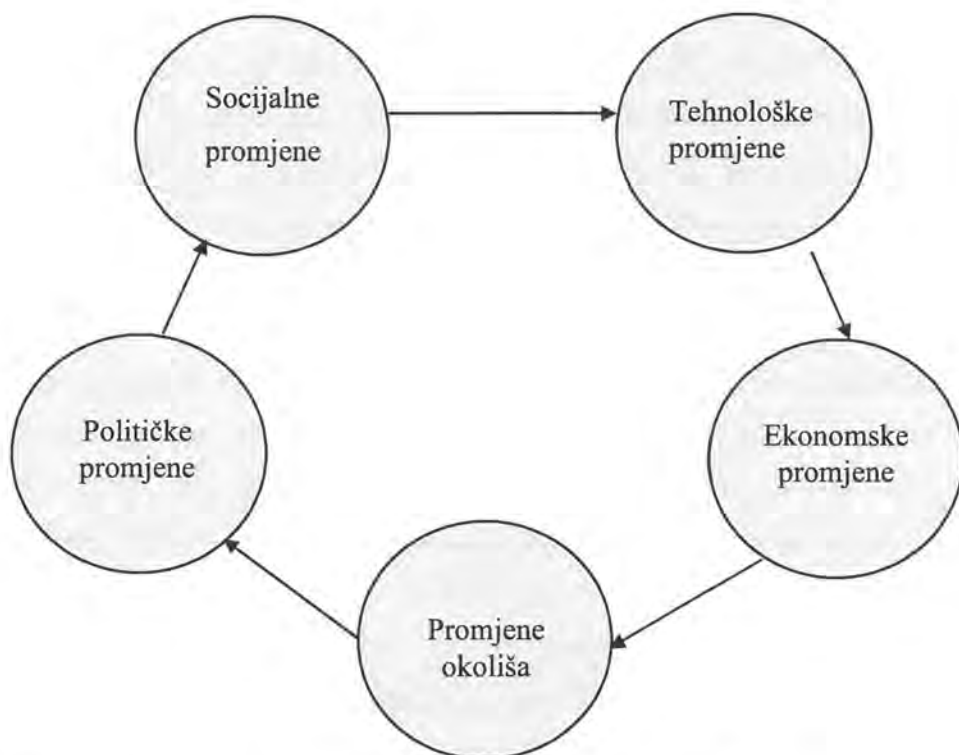 Socijalne
promjene
Tehnološke
promjene
Ekonomske
promjene
Promjene
okoliša
Političke
promjene